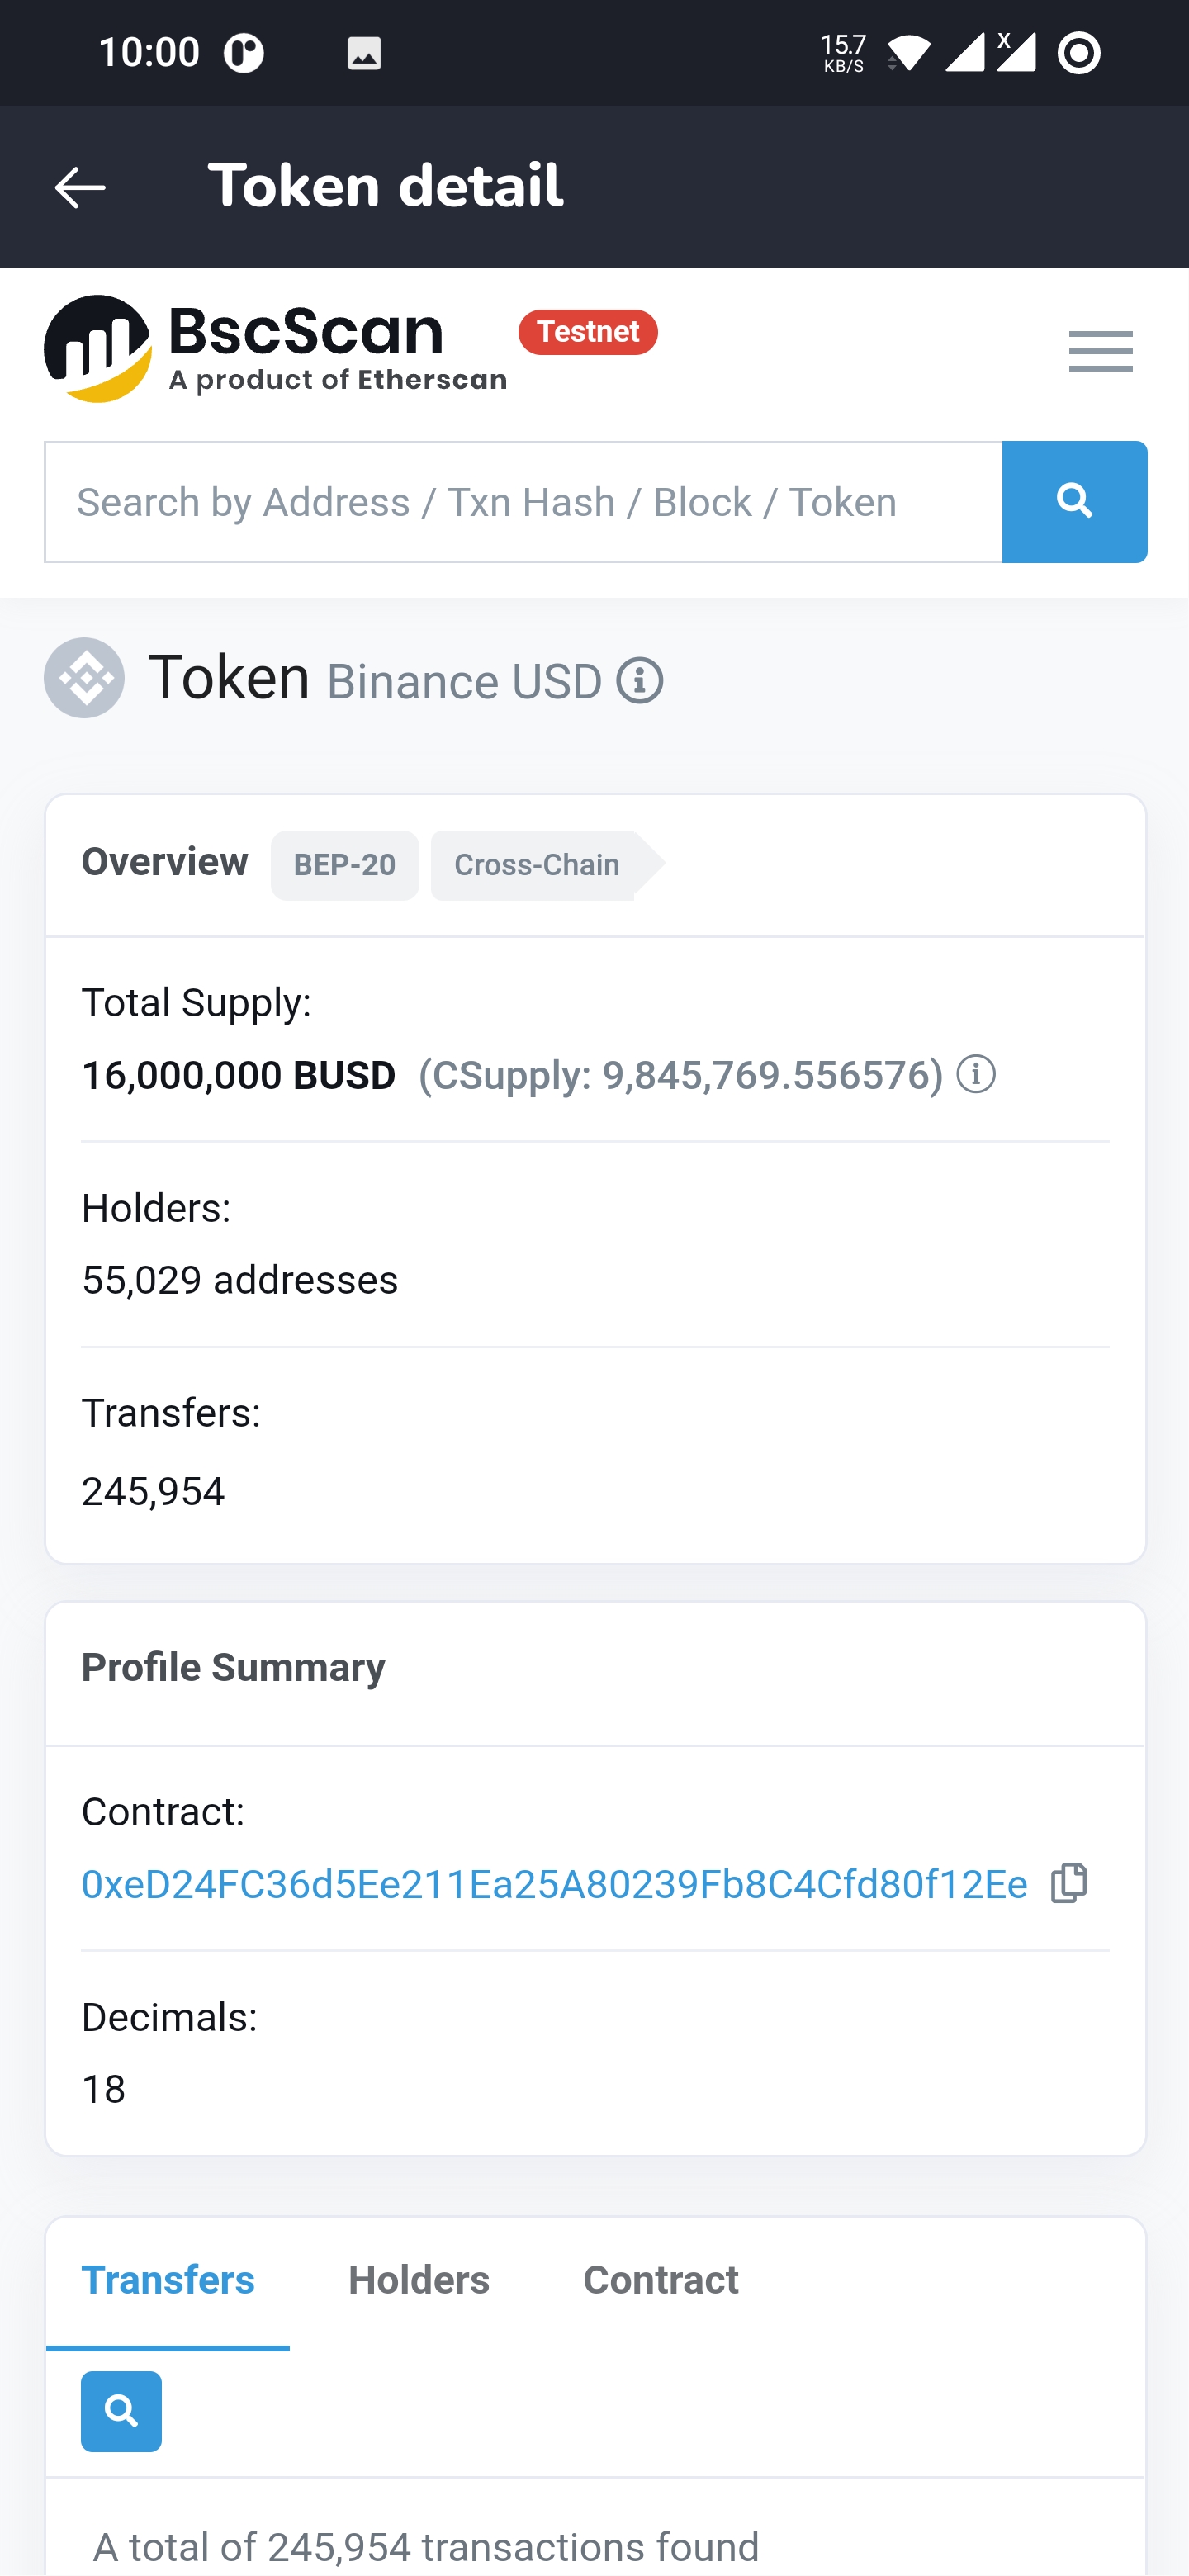 10:00
15.7
KB/S
X
Token detail
BscScan
Testnet
A product of Etherscan
Search by Address / Txn Hash / Block / Token
Token Binance USD
Overview BEP-20 Cross-Chain
Total Supply:
16,000,000 BUSD (CSupply: 9,845,769.556576)
Holders:
55,029 addresses
Transfers:
245,954
Profile Summary
Contract:
0xeD24FC36d5Ee211Ea25A80239Fb8C4Cfd80f12Ee
Decimals:
18
Transfers Holders Contract
A total of 245,954 transactions found